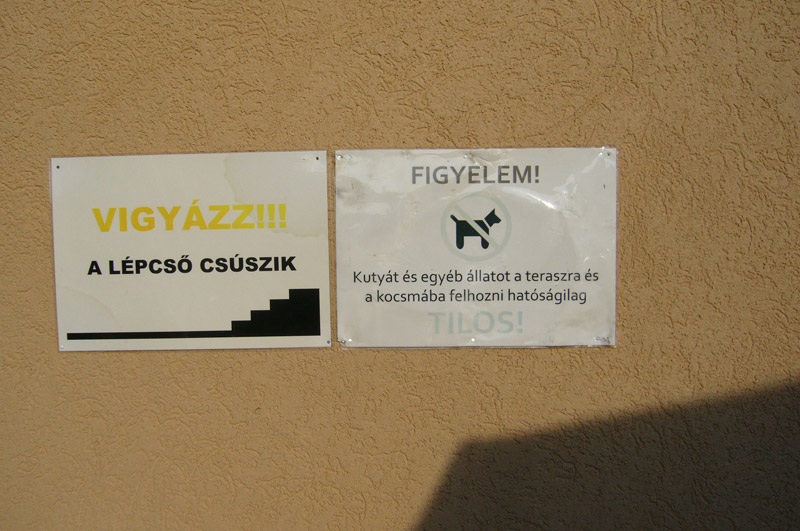 VIGYÁZZ!!!
A LÉPCSŐ CSÚSZIK
FIGYELEM!
Kutyát és egyéb állatot a teraszra és
a kocsmába felhozni hatóságilag
TILOS!